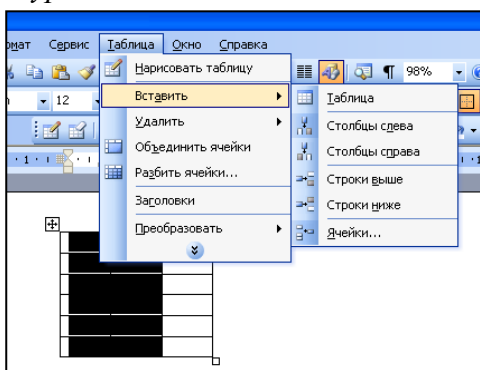 рмат Сервис Таблица Окно Справка
Нарисовать таблицу
98%
12
Вставить
Таблица
Удалить
Столбцы слева
Объединить ячейки
Столбцы справа
Разбить ячейки...
Строки выше
Заголовки
Строки ниже
Преобразовать
Ячейки...